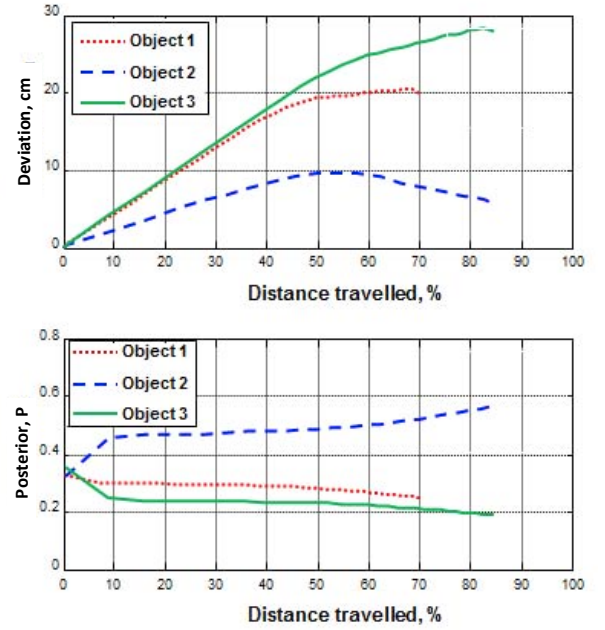 30
20
10
0
Deviation, cm
Object 1
Object 2
Object 3
0 10 20 30 40 50 60 70 80 90 100
Distance travelled, %
0.8
0.6
0.4
0.2
0
Posterior, P
Object 1
Object 2
Object 3
0 10 20 30 40 50 60 70 80 90 100
Distance travelled, %